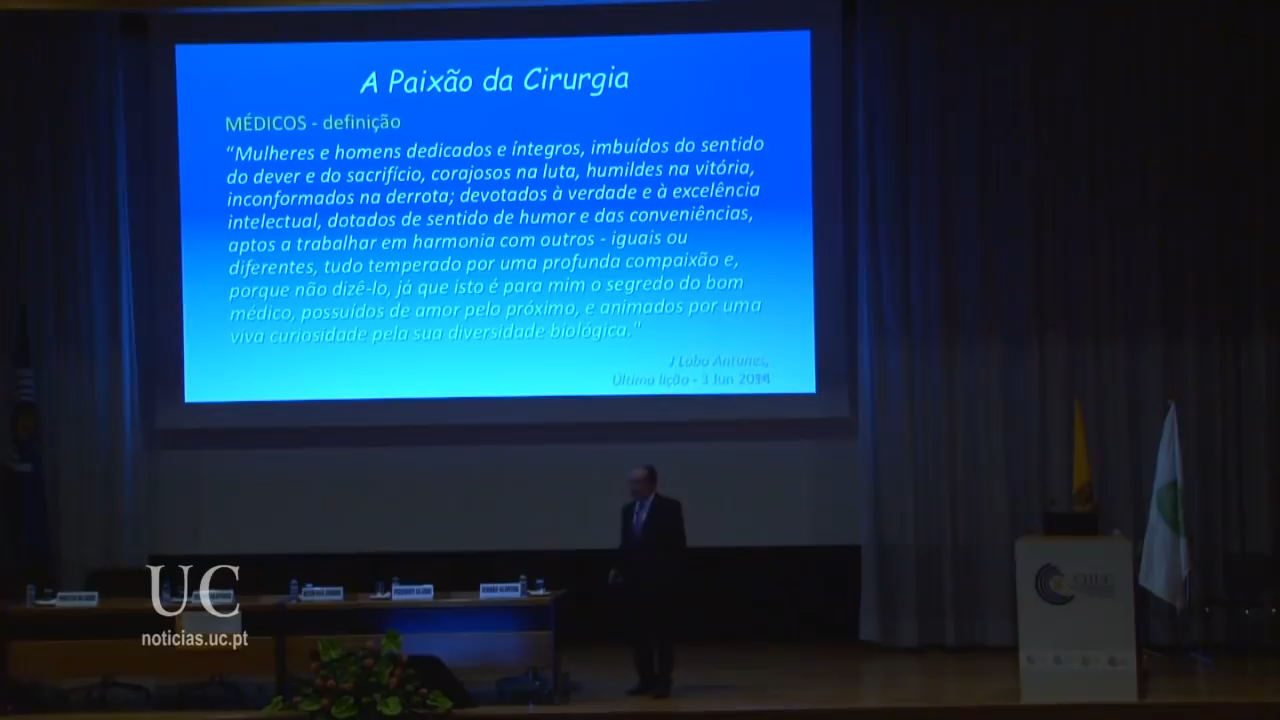 A Paixão da Cirurgia
MÉDICOS - definição
“Mulheres e homens dedicados e íntegros, imbuídos do sentido
do dever e do sacrifício, corajosos na luta, humildes na vitória,
inconformados na derrota; devotados à verdade e à excelência
intelectual, dotados de sentido de humor e das conveniências,
aptos a trabalhar em harmonia com outros - iguais ou
diferentes, tudo temperado por uma profunda compaixão e,
porque não dizê-lo, já que isto é para mim o segredo do bom
médico, possuídos de amor pelo próximo, e animados por uma
viva curiosidade pela sua diversidade biológica."
J Lobo Antunes,
Última lição - 3 Jun 2014
CHUC
UC
noticias.uc.pt